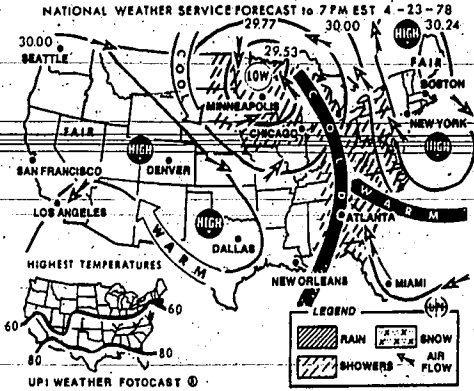 NATIONAL WEATHER SERVICE FORECAST to 7 PM EST 4-23-78
29.77
30.00
30.24
30.00
SEATTLE
COOL
29.53
HIGH
LOW
FAIR
BOSTON
MINNEAPOLIS
COLD
NEW YORK
FAIR
CHICAGO
HIGH
HIGH
SAN FRANCISCO
DENVER
WARM
LOS ANGELES
ATLANTA
HIGH
WARM
DALLAS
HIGHEST TEMPERATURES
NEW ORLEANS
MIAMI
UPI
60
60
80
80
LEGEND
RAIN
SNOW
SHOWERS
AIR FLOW
UPI WEATHER FOTOCAST ®